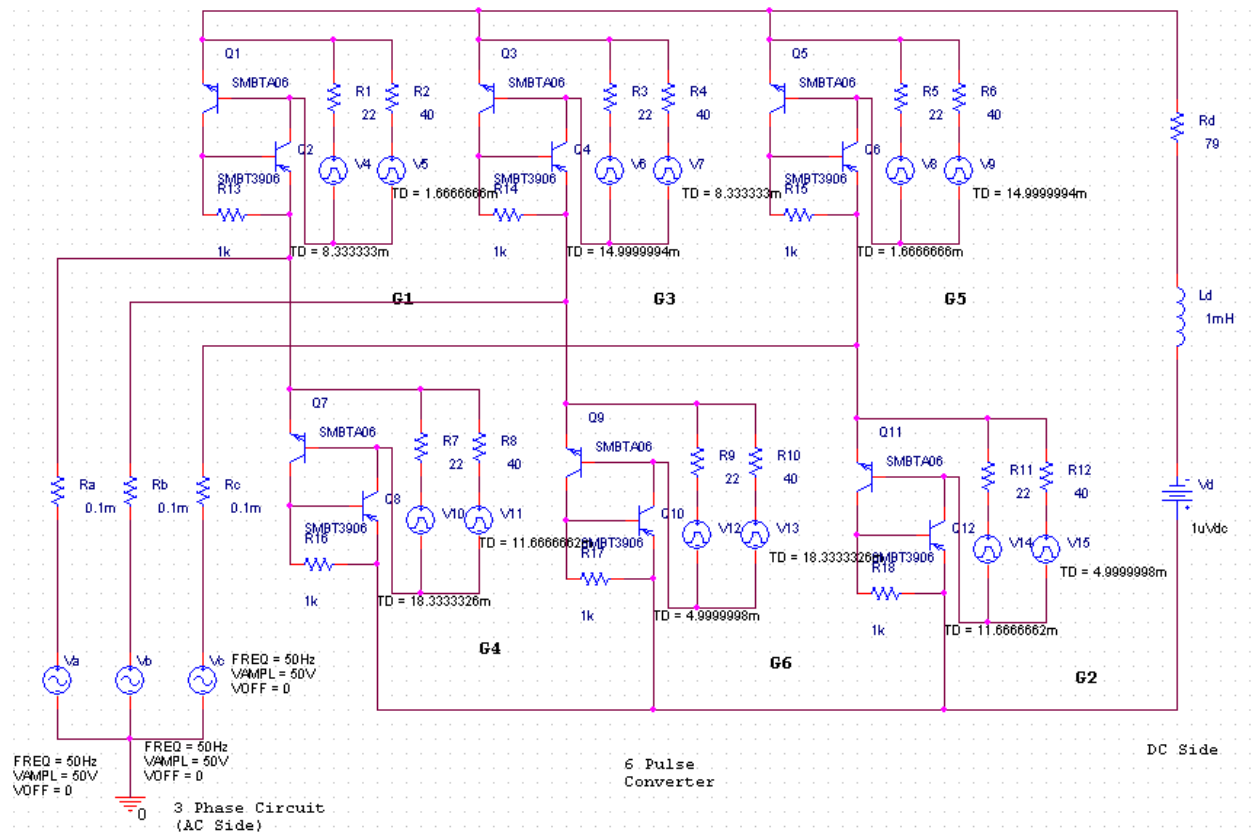 Q1
Q3
Q5
SMBTA06
SMBTA06
SMBTA06
R1
R2
R3
R4
R5
R6
22
40
22
40
22
40
Rd
79
Q2
Q4
Q6
V4
V5
V6
V7
V8
V9
SMBT3906
SMBT3906
SMBT3906
R13
R14
R15
TD = 1.6666666m
TD = 8.333333m
TD = 14.9999994m
1k
1k
1k
TD = 8.333333m
TD = 14.9999994m
TD = 1.6666666m
G1
G3
G5
Ld
1mH
Q7
Q9
Q11
SMBTA06
SMBTA06
SMBTA06
R7
R8
R9
R10
R11
R12
22
40
22
40
22
40
Ra
Rb
Rc
0.1m
0.1m
0.1m
Q8
Q10
Q12
V10
V11
V12
V13
V14
V15
Vd
-
+
1uVdc
SMBT3906
SMBT3906
SMBT3906
R16
R17
R18
TD = 11.6666662m
TD = 18.3333326m
TD = 4.9999998m
1k
1k
1k
TD = 18.3333326m
TD = 4.9999998m
TD = 11.6666662m
G4
G6
G2
Va
Vb
Vc
FREQ = 50Hz
VAMPL = 50V
VOFF = 0
FREQ = 50Hz
VAMPL = 50V
VOFF = 0
FREQ = 50Hz
VAMPL = 50V
VOFF = 0
0
3 Phase Circuit
(AC Side)
6 Pulse
Converter
DC Side